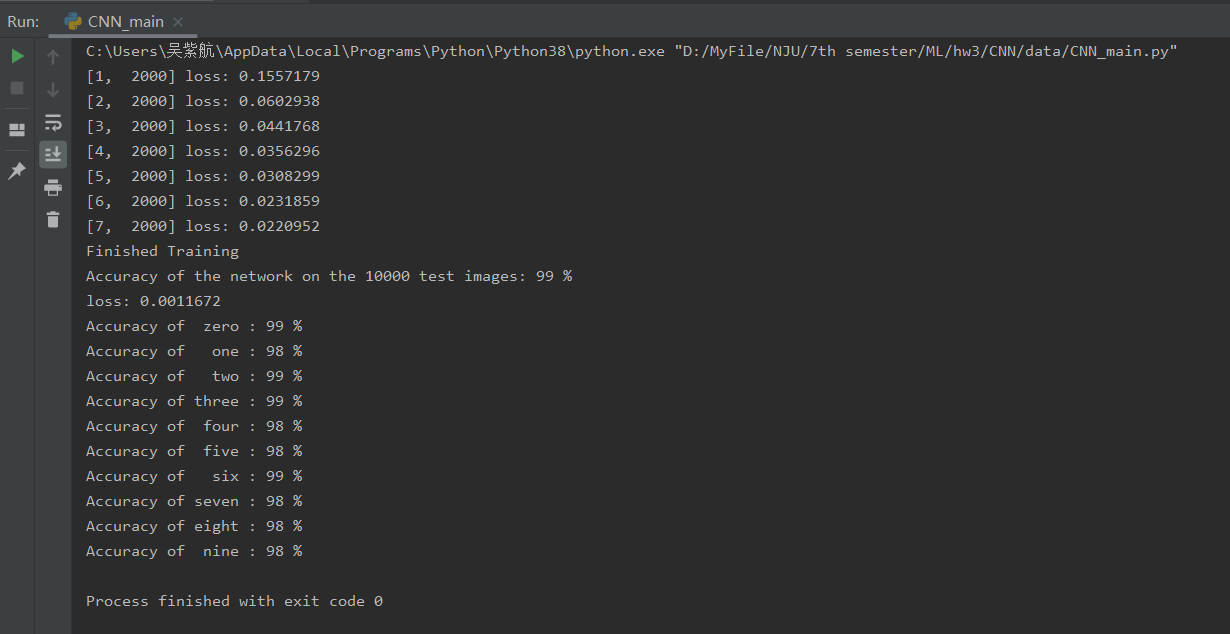 Run: CNN_main
C:\Users\吴紫航\AppData\Local\Programs\Python\Python38\python.exe "D:/MyFile/NJU/7th semester/ML/hw3/CNN/data/CNN_main.py"
[1,  2000] loss: 0.1557179
[2,  2000] loss: 0.0602938
[3,  2000] loss: 0.0441768
[4,  2000] loss: 0.0356296
[5,  2000] loss: 0.0308299
[6,  2000] loss: 0.0231859
[7,  2000] loss: 0.0220952
Finished Training
Accuracy of the network on the 10000 test images: 99 %
loss: 0.0011672
Accuracy of  zero : 99 %
Accuracy of   one : 98 %
Accuracy of   two : 99 %
Accuracy of three : 99 %
Accuracy of  four : 98 %
Accuracy of  five : 98 %
Accuracy of   six : 99 %
Accuracy of seven : 98 %
Accuracy of eight : 98 %
Accuracy of  nine : 98 %
Process finished with exit code 0